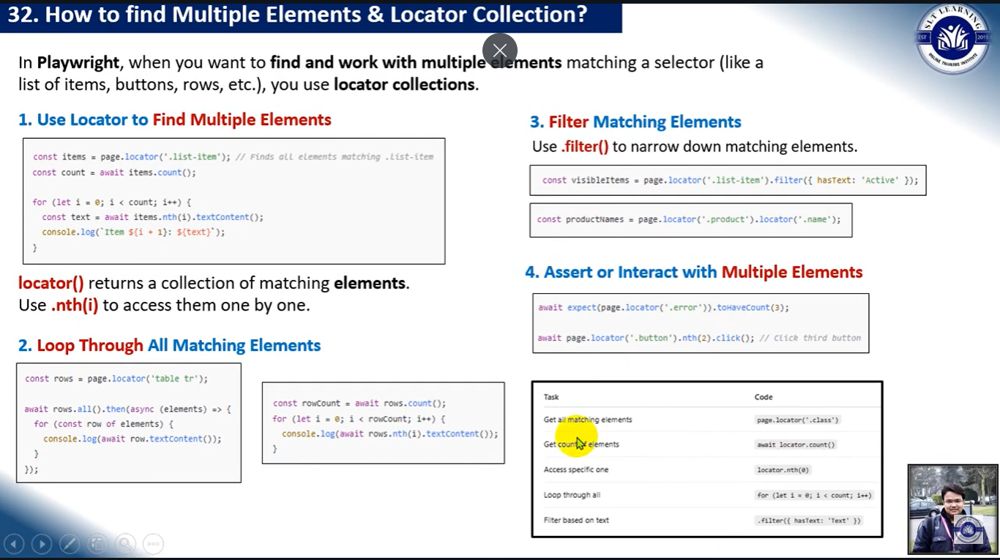 32. How to find Multiple Elements & Locator Collection?
SLT LEARNING
EST
2015
ONLINE TRAINING INSTITUTE
In Playwright, when you want to find and work with multiple elements matching a selector (like a
list of items, buttons, rows, etc.), you use locator collections.
1. Use Locator to Find Multiple Elements
const items = page.locator('.list-item'); // Finds all elements matching .list-item
const count = await items.count();
for (let i = 0; i < count; i++) {
const text = await items.nth(i).textContent();
console.log(`Item ${i + 1}: ${text}`);
}
locator() returns a collection of matching elements.
Use .nth(i) to access them one by one.
2. Loop Through All Matching Elements
const rows = page.locator('table tr');
await rows.all().then(async (elements) => {
for (const row of elements) {
console.log(await row.textContent());
}
});
const rowCount = await rows.count();
for (let i = 0; i < rowCount; i++) {
console.log(await rows.nth(i).textContent());
}
3. Filter Matching Elements
Use .filter() to narrow down matching elements.
const visibleItems = page.locator('.list-item').filter({ hasText: 'Active' });
const productNames = page.locator('.product').locator('.name');
4. Assert or Interact with Multiple Elements
await expect(page.locator('.error')).toHaveCount(3);
await page.locator('.button').nth(2).click(); // Click third button
Task Code
Get all matching elements page.locator('.class')
Get count of elements await locator.count()
Access specific one locator.nth(0)
Loop through all for (let i = 0; i < count; i++)
Filter based on text .filter({ hasText: 'Text' })